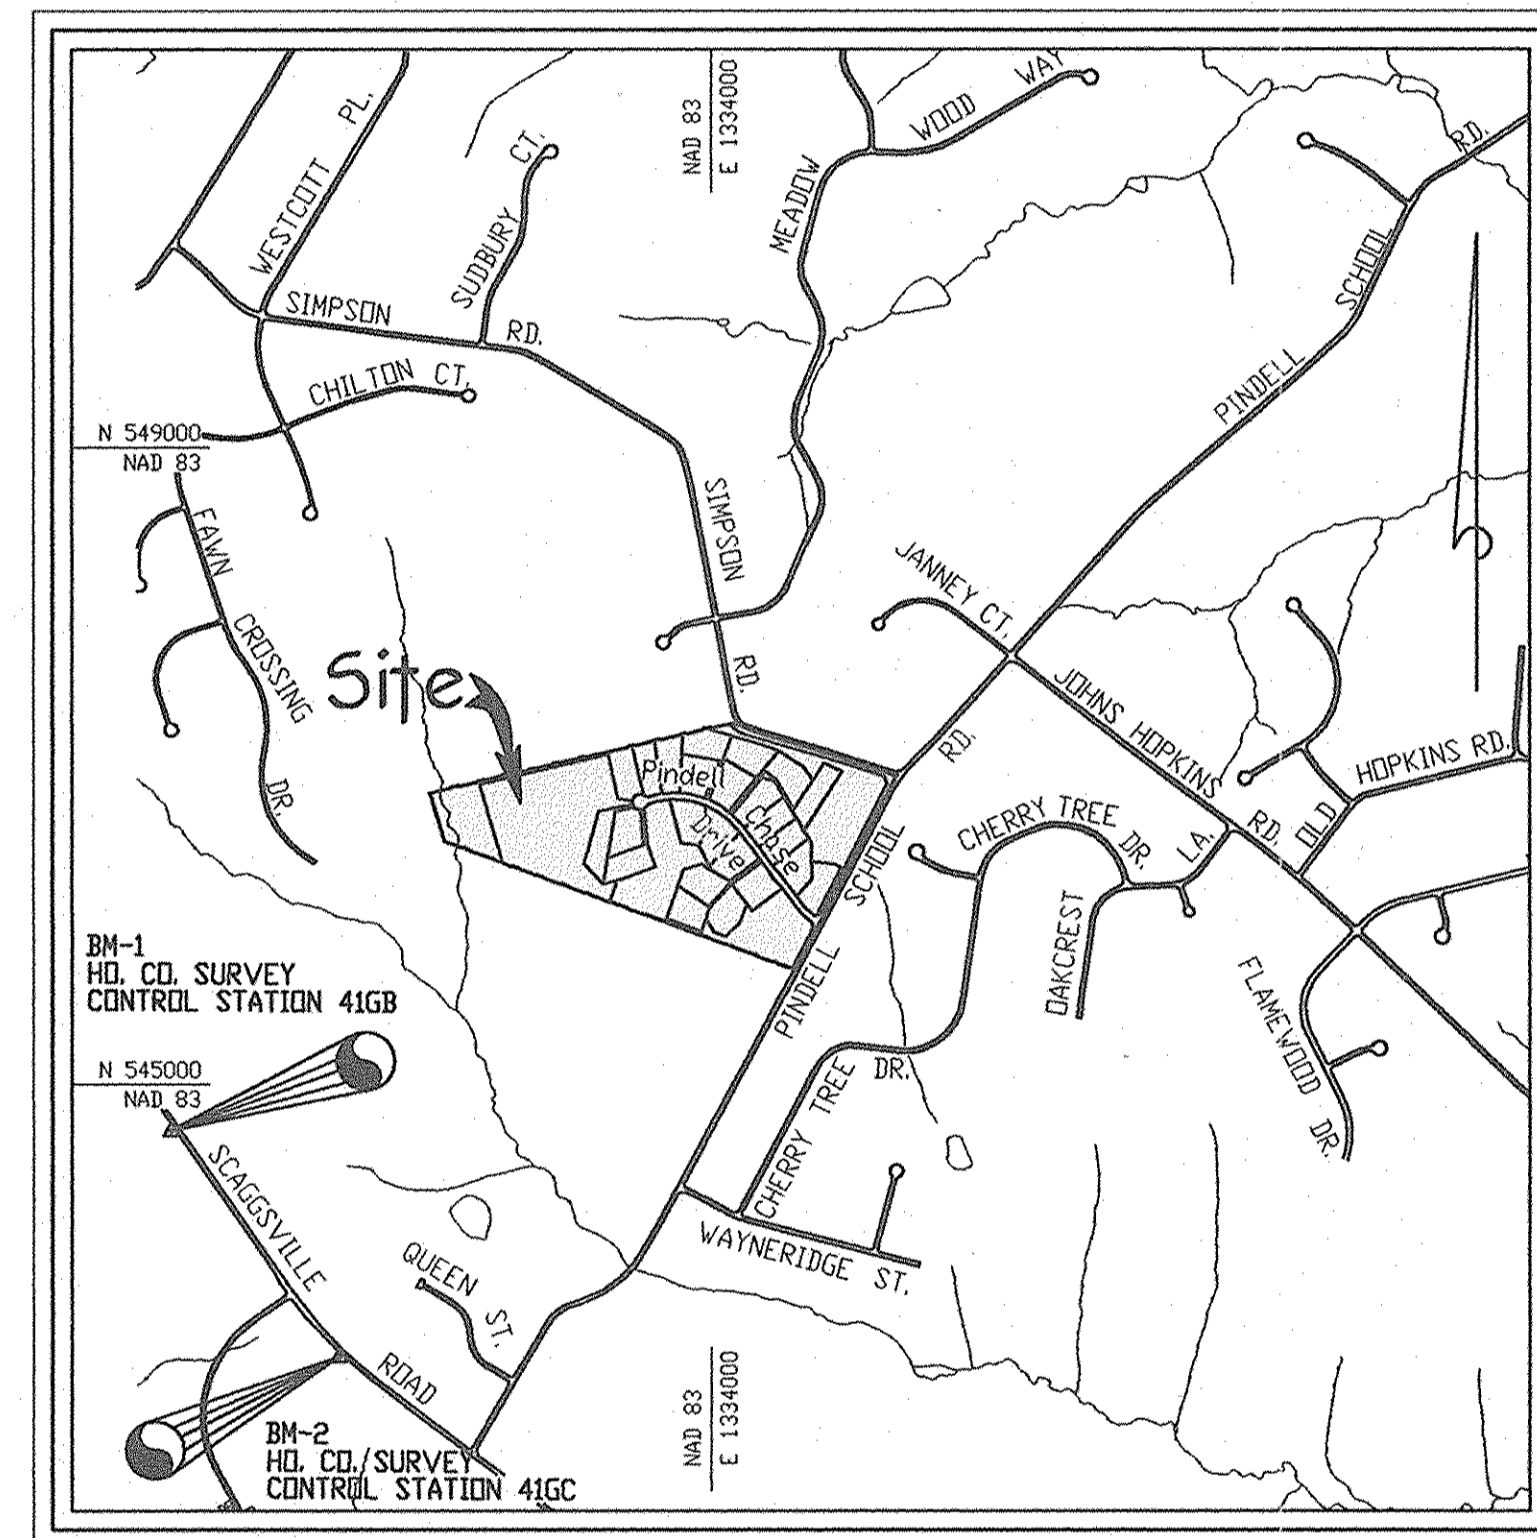 NAD 83
E 1334000
WESTCOTT PL.
SUDBURY CT.
MEADOW WOOD WAY
PINDELL SCHOOL RD.
SIMPSON RD.
CHILTON CT.
N 549000
NAD 83
FAWN CROSSING DR.
SIMPSON RD.
JANNEY CT.
Site
JOHNS HOPKINS RD.
OLD HOPKINS RD.
Pindell Chase
Drive
CHERRY TREE DR.
LA.
OAKCREST
PINDELL SCHOOL RD.
FLAMEWOOD DR.
BM-1
HO. CO. SURVEY
CONTROL STATION 41GB
N 545000
NAD 83
CHERRY TREE DR.
SCAGGSVILLE ROAD
WAYNERIDGE ST.
QUEEN ST.
NAD 83
E 1334000
BM-2
HO. CO. SURVEY
CONTROL STATION 41GC